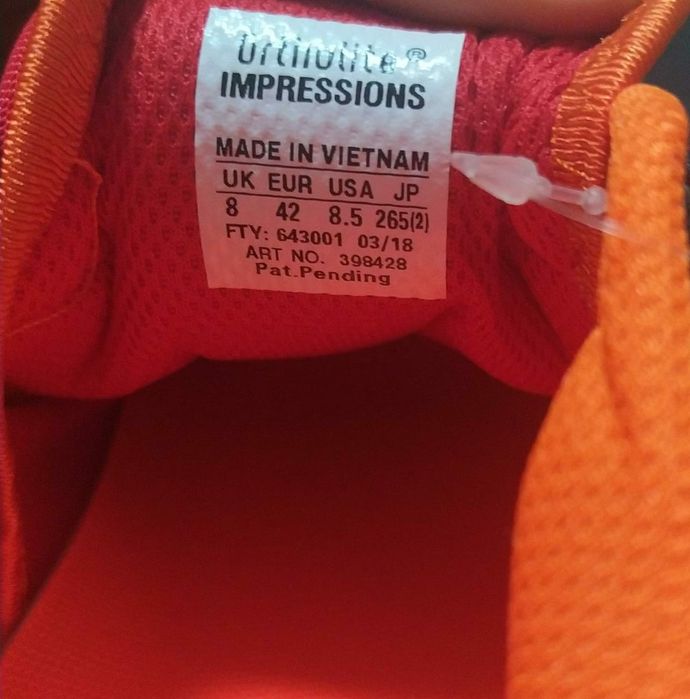 OrthoLite®
IMPRESSIONS
MADE IN VIETNAM
UK EUR USA JP
8 42 8.5 265(2)
FTY: 643001 03/18
ART NO. 398428
Pat.Pending